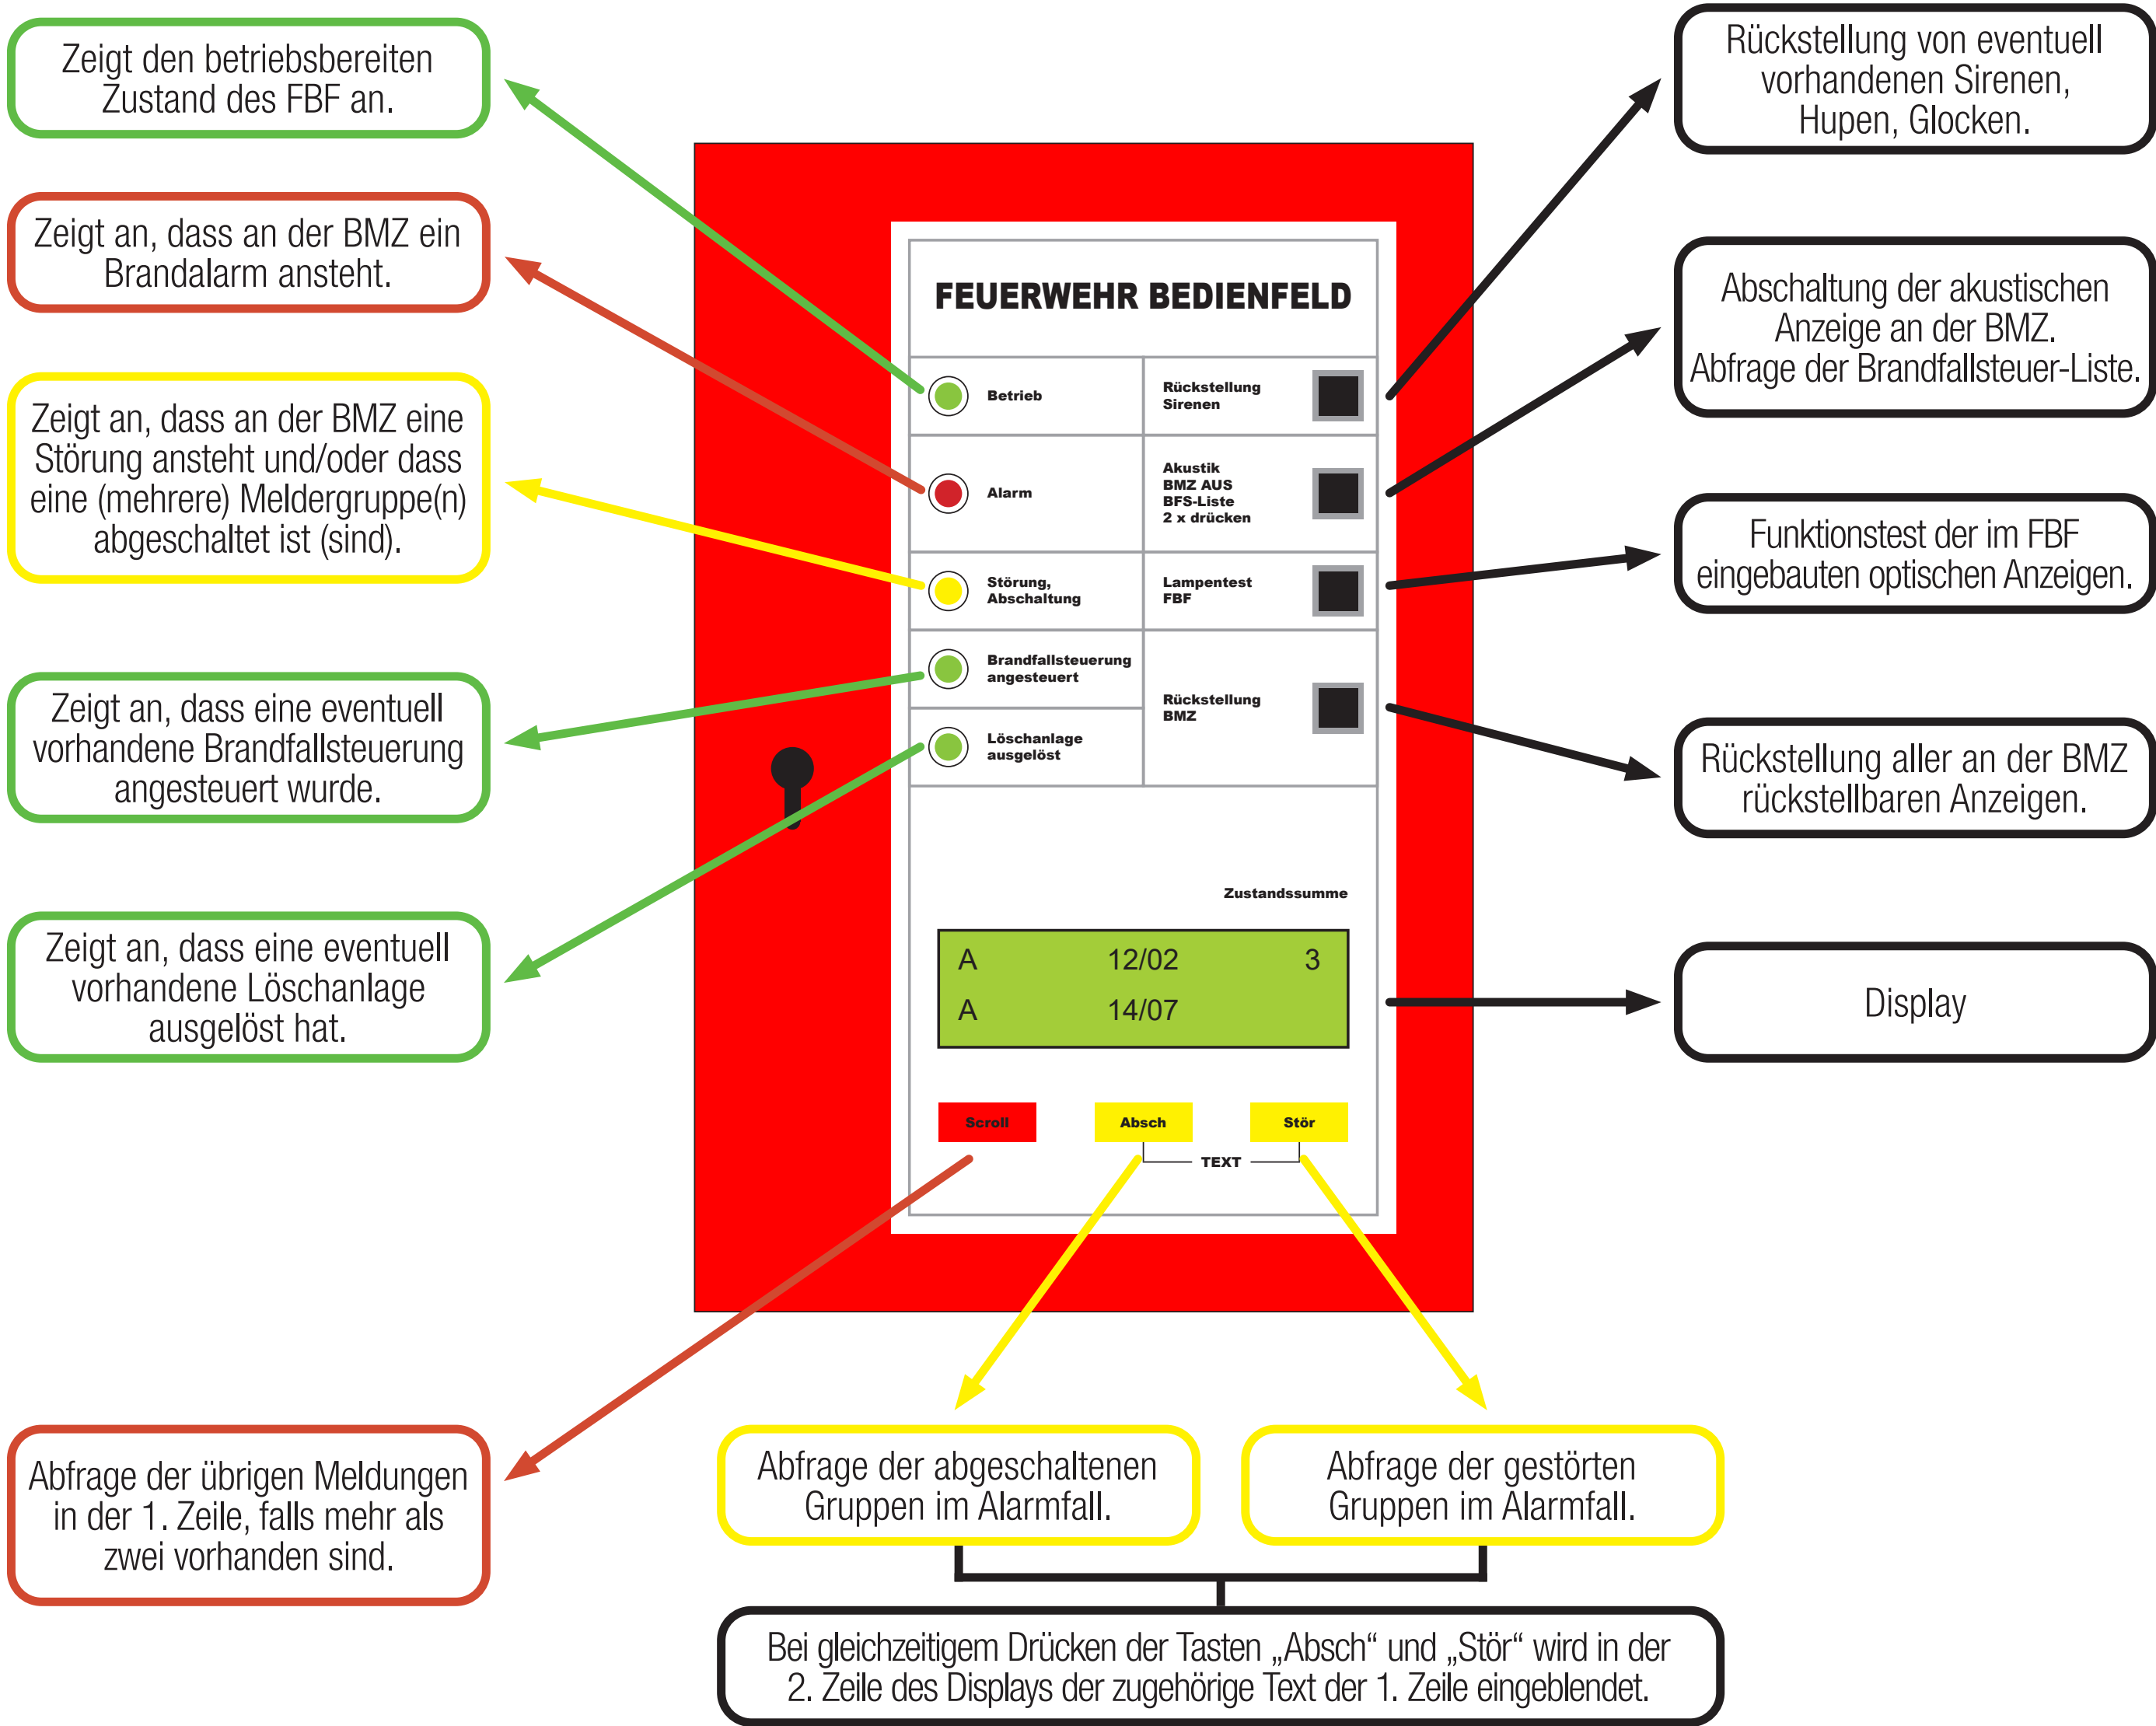 Zeigt den betriebsbereiten
Zustand des FBF an.
Zeigt an, dass an der BMZ ein
Brandalarm ansteht.
Zeigt an, dass an der BMZ eine
Störung ansteht und/oder dass
eine (mehrere) Meldergruppe(n)
abgeschaltet ist (sind).
Zeigt an, dass eine eventuell
vorhandene Brandfallsteuerung
angesteuert wurde.
Zeigt an, dass eine eventuell
vorhandene Löschanlage
ausgelöst hat.
Abfrage der übrigen Meldungen
in der 1. Zeile, falls mehr als
zwei vorhanden sind.
FEUERWEHR BEDIENFELD
Betrieb
Rückstellung
Sirenen
Alarm
Akustik
BMZ AUS
BFS-Liste
2 x drücken
Störung,
Abschaltung
Lampentest
FBF
Brandfallsteuerung
angesteuert
Löschanlage
ausgelöst
Rückstellung
BMZ
Zustandssumme
A 12/02 3
A 14/07
Scroll Absch Stör
TEXT
Rückstellung von eventuell
vorhandenen Sirenen,
Hupen, Glocken.
Abschaltung der akustischen
Anzeige an der BMZ.
Abfrage der Brandfallsteuer-Liste.
Funktionstest der im FBF
eingebauten optischen Anzeigen.
Rückstellung aller an der BMZ
rückstellbaren Anzeigen.
Display
Abfrage der abgeschaltenen
Gruppen im Alarmfall.
Abfrage der gestörten
Gruppen im Alarmfall.
Bei gleichzeitigem Drücken der Tasten „Absch“ und „Stör“ wird in der
2. Zeile des Displays der zugehörige Text der 1. Zeile eingeblendet.